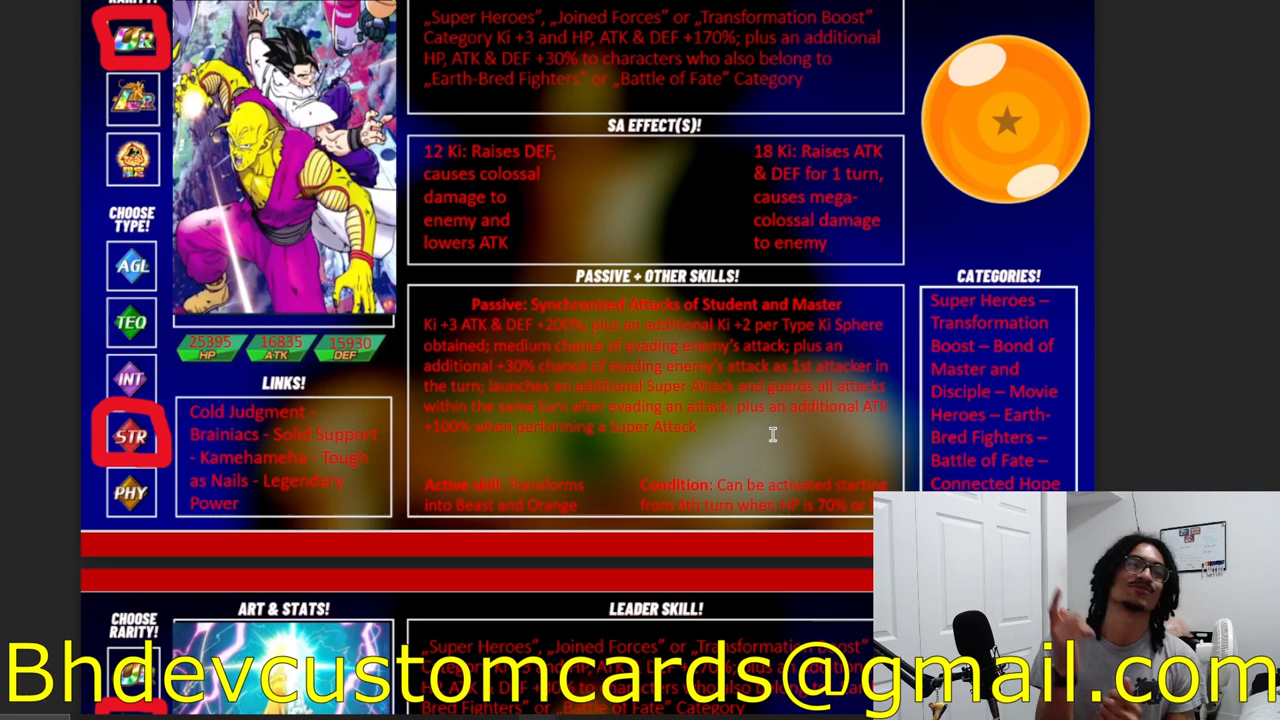 RARITY!
UR
LR
„Super Heroes", „Joined Forces" or „Transformation Boost"
Category Ki +3 and HP, ATK & DEF +170%; plus an additional
HP, ATK & DEF +30% to characters who also belong to
„Earth-Bred Fighters" or „Battle of Fate" Category
SA EFFECT(S)!
12 Ki: Raises DEF,
causes colossal
damage to
enemy and
lowers ATK
18 Ki: Raises ATK
& DEF for 1 turn,
causes mega-
colossal damage
to enemy
CHOOSE
TYPE!
AGL
TEQ
INT
STR
PHY
25395
HP
16835
ATK
15930
DEF
LINKS!
Cold Judgment -
Brainiacs - Solid Support
- Kamehameha - Tough
as Nails - Legendary
Power
PASSIVE + OTHER SKILLS!
Passive: Synchronized Attacks of Student and Master
Ki +3 ATK & DEF +200%; plus an additional Ki +2 per Type Ki Sphere
obtained; medium chance of evading enemy's attack; plus an
additional +30% chance of evading enemy's attack as 1st attacker in
the turn; launches an additional Super Attack and guards all attacks
within the same turn after evading an attack; plus an additional ATK
+100% when performing a Super Attack
Active skill: Transforms
into Beast and Orange
Condition: Can be activated starting
from 4th turn when HP is 70% or
CATEGORIES!
Super Heroes –
Transformation
Boost – Bond of
Master and
Disciple – Movie
Heroes – Earth-
Bred Fighters –
Battle of Fate –
Connected Hope
CHOOSE
RARITY!
ART & STATS!
LEADER SKILL!
„Super Heroes", „Joined Forces" or „Transformation Boost"
Bred Fighters" or „Battle of Fate" Category
Bhdevcustomcards@gmail.com